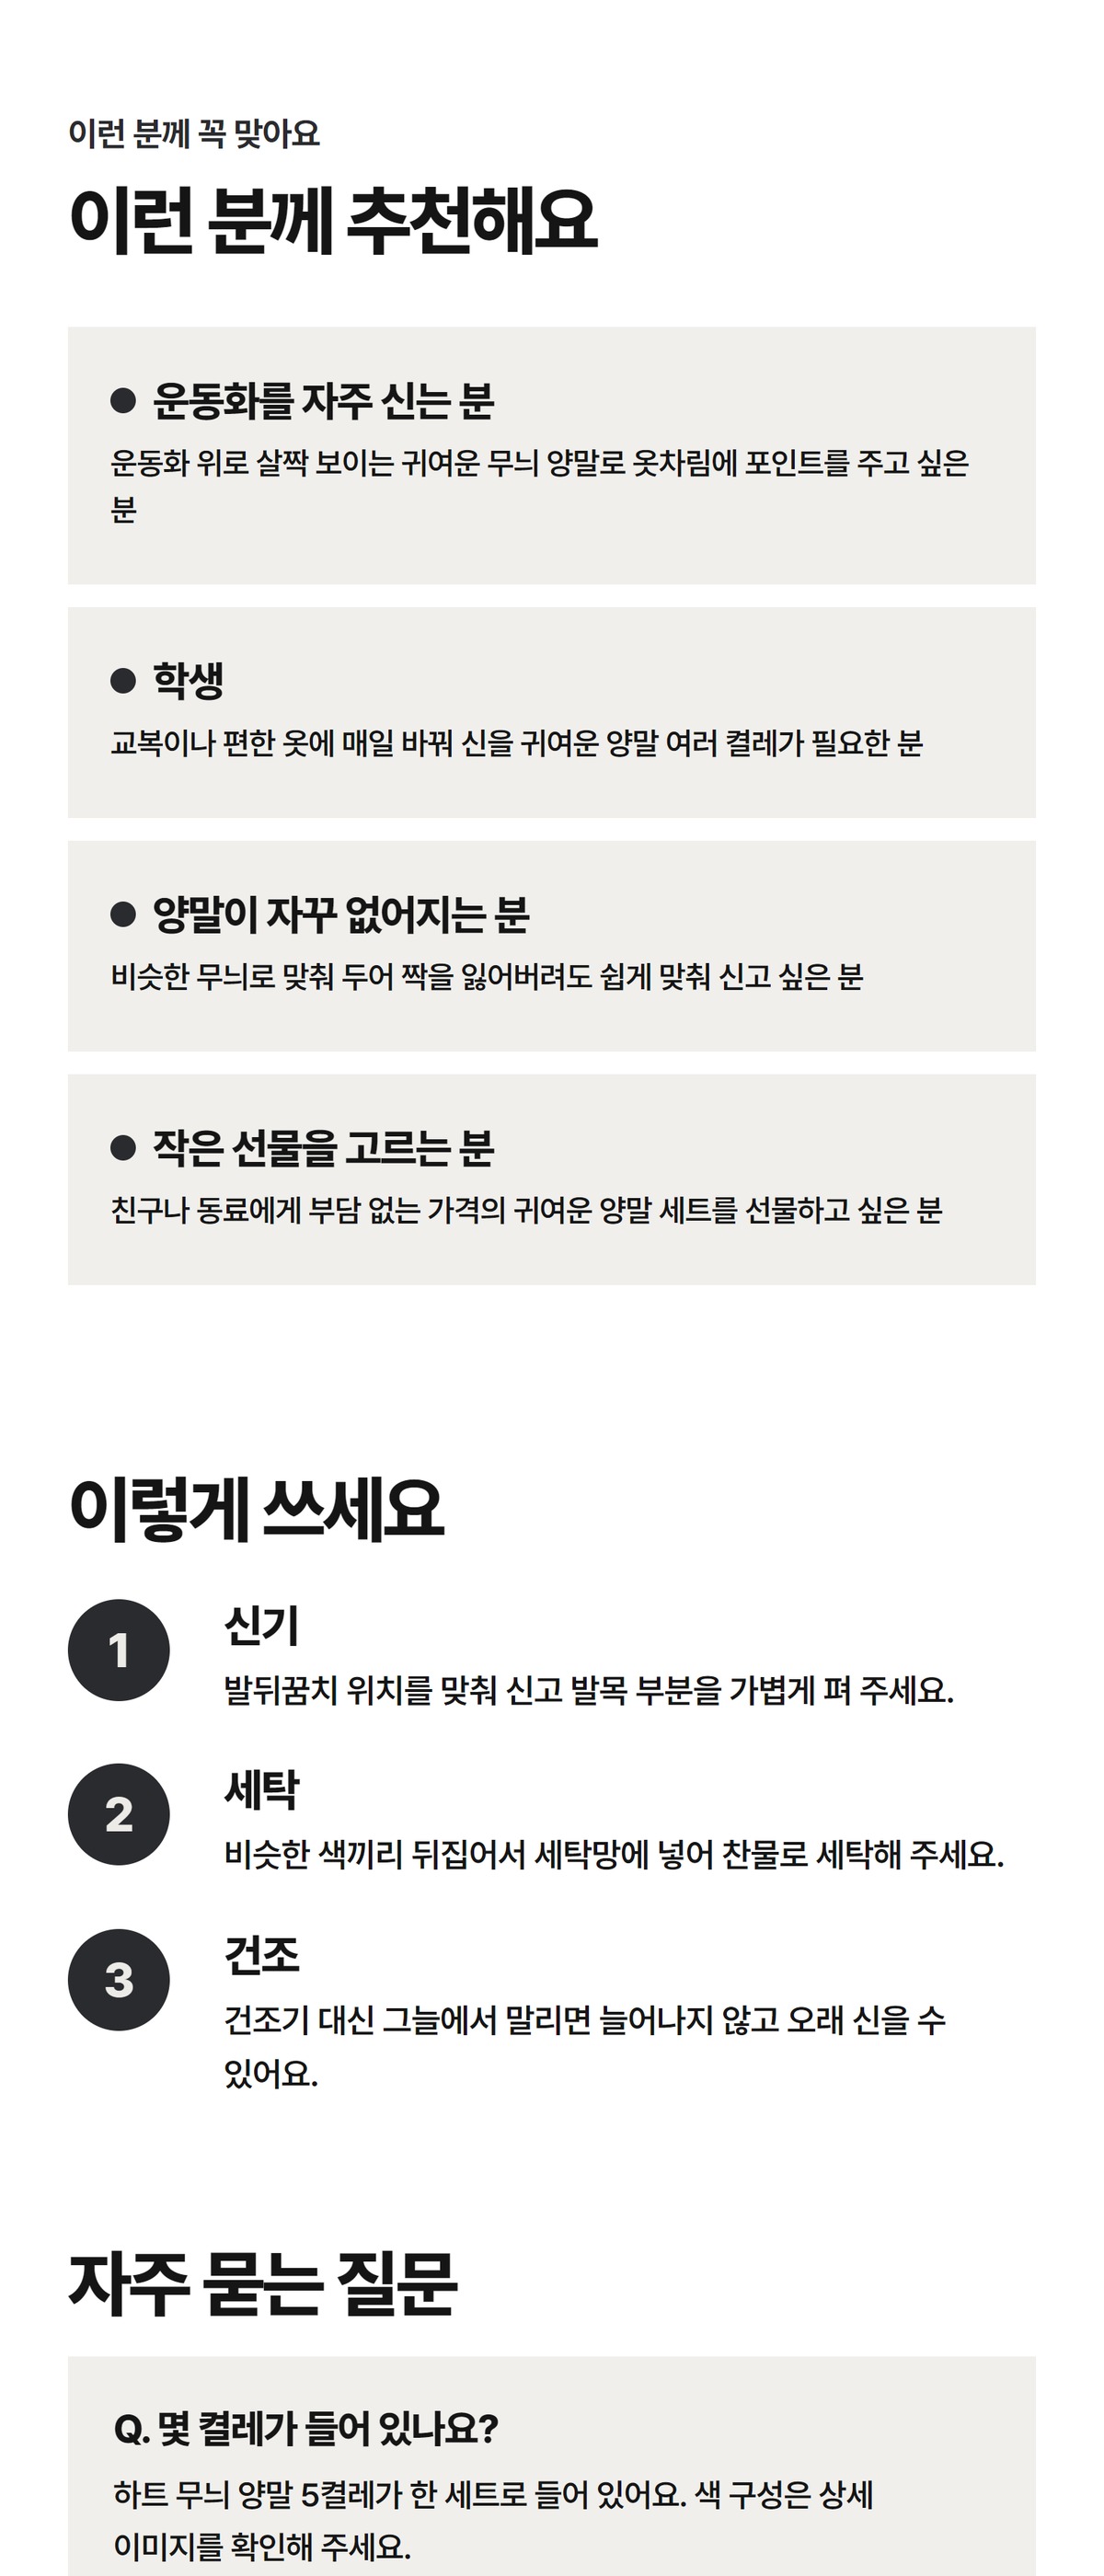 이런 분께 꼭 맞아요
이런 분께 추천해요
운동화를 자주 신는 분
운동화 위로 살짝 보이는 귀여운 무늬 양말로 옷차림에 포인트를 주고 싶은
분
학생
교복이나 편한 옷에 매일 바꿔 신을 귀여운 양말 여러 켤레가 필요한 분
양말이 자꾸 없어지는 분
비슷한 무늬로 맞춰 두어 짝을 잃어버려도 쉽게 맞춰 신고 싶은 분
작은 선물을 고르는 분
친구나 동료에게 부담 없는 가격의 귀여운 양말 세트를 선물하고 싶은 분
이렇게 쓰세요
1
신기
발뒤꿈치 위치를 맞춰 신고 발목 부분을 가볍게 펴 주세요.
2
세탁
비슷한 색끼리 뒤집어서 세탁망에 넣어 찬물로 세탁해 주세요.
3
건조
건조기 대신 그늘에서 말리면 늘어나지 않고 오래 신을 수
있어요.
자주 묻는 질문
Q. 몇 켤레가 들어 있나요?
하트 무늬 양말 5켤레가 한 세트로 들어 있어요. 색 구성은 상세
이미지를 확인해 주세요.